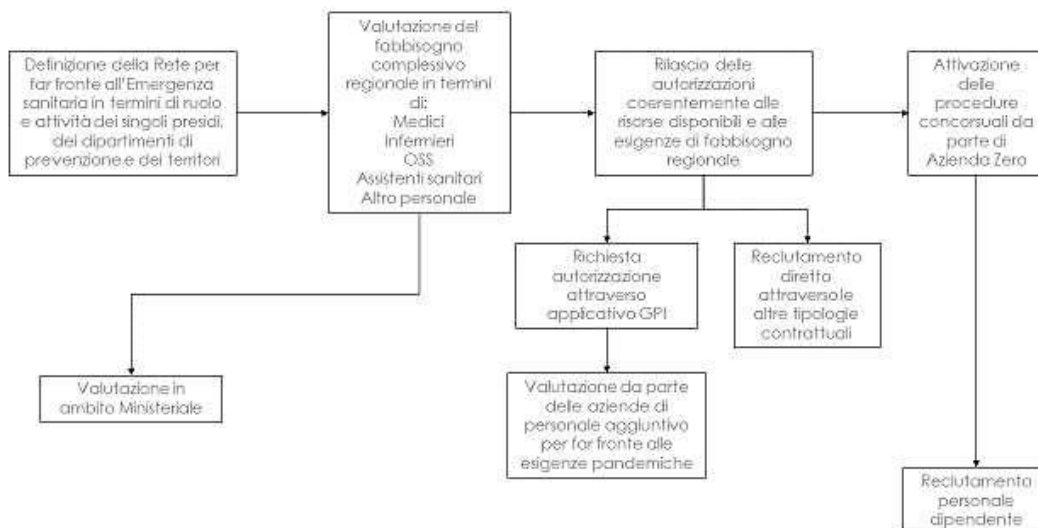 Definizione della Rete per
far fronte all'Emergenza
sanitaria in termini di ruolo
e attività dei singoli presidi,
dei dipartimenti di
prevenzione e dei territori
Valutazione del
fabbisogno
complessivo
regionale in termini
di:
Medici
Infermieri
OSS
Assistenti sanitari
Altro personale
Rilascio delle
autorizzazioni
coerentemente alle
risorse disponibili e alle
esigenze di fabbisogno
regionale
Attivazione
delle
procedure
concorsuali da
parte di
Azienda Zero
Richiesta
autorizzazione
attraverso
applicativo GPI
Reclutamento
diretto
attraverso le
altre tipologie
contrattuali
Valutazione in
ambito Ministeriale
Valutazione da parte
delle aziende di
personale aggiuntivo
per far fronte alle
esigenze pandemiche
Reclutamento
personale
dipendente